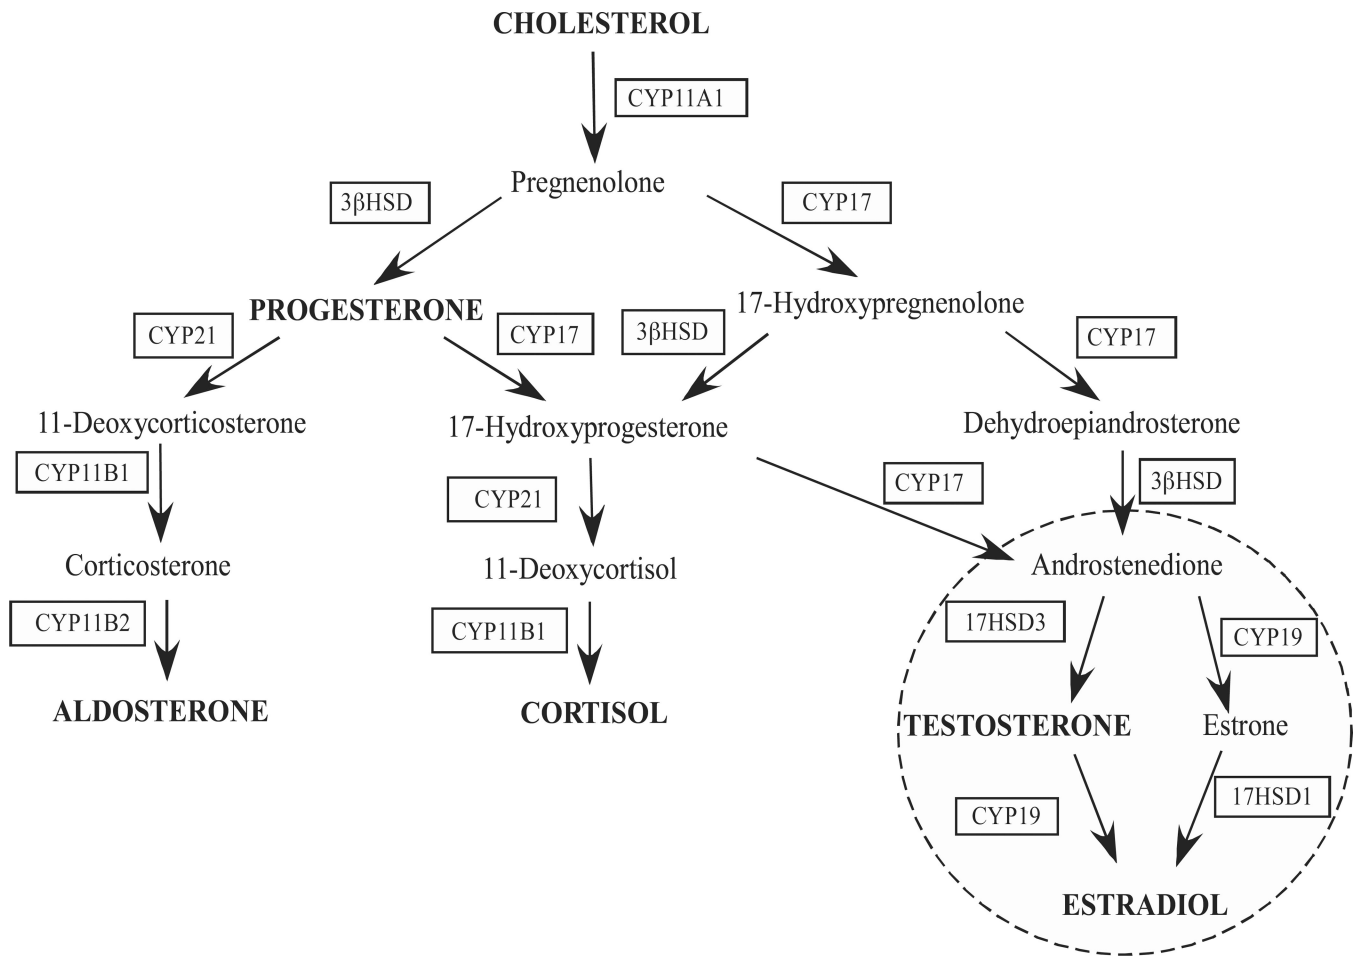 CHOLESTEROL
CYP11A1
Pregnenolone
3βHSD
CYP17
PROGESTERONE
17-Hydroxypregnenolone
CYP21
CYP17
3βHSD
CYP17
11-Deoxycorticosterone
17-Hydroxyprogesterone
Dehydroepiandrosterone
CYP11B1
CYP21
CYP17
3βHSD
Corticosterone
11-Deoxycortisol
Androstenedione
CYP11B2
CYP11B1
17HSD3
CYP19
ALDOSTERONE
CORTISOL
TESTOSTERONE
Estrone
CYP19
17HSD1
ESTRADIOL